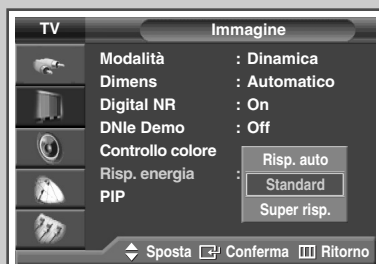 TV Immagine
Modalità : Dinamica
Dimens : Automatico
Digital NR : On
DNIe Demo : Off
Controllo colore
Risp. energia :
PIP
Risp. auto
Standard
Super risp.
Sposta Conferma Ritorno